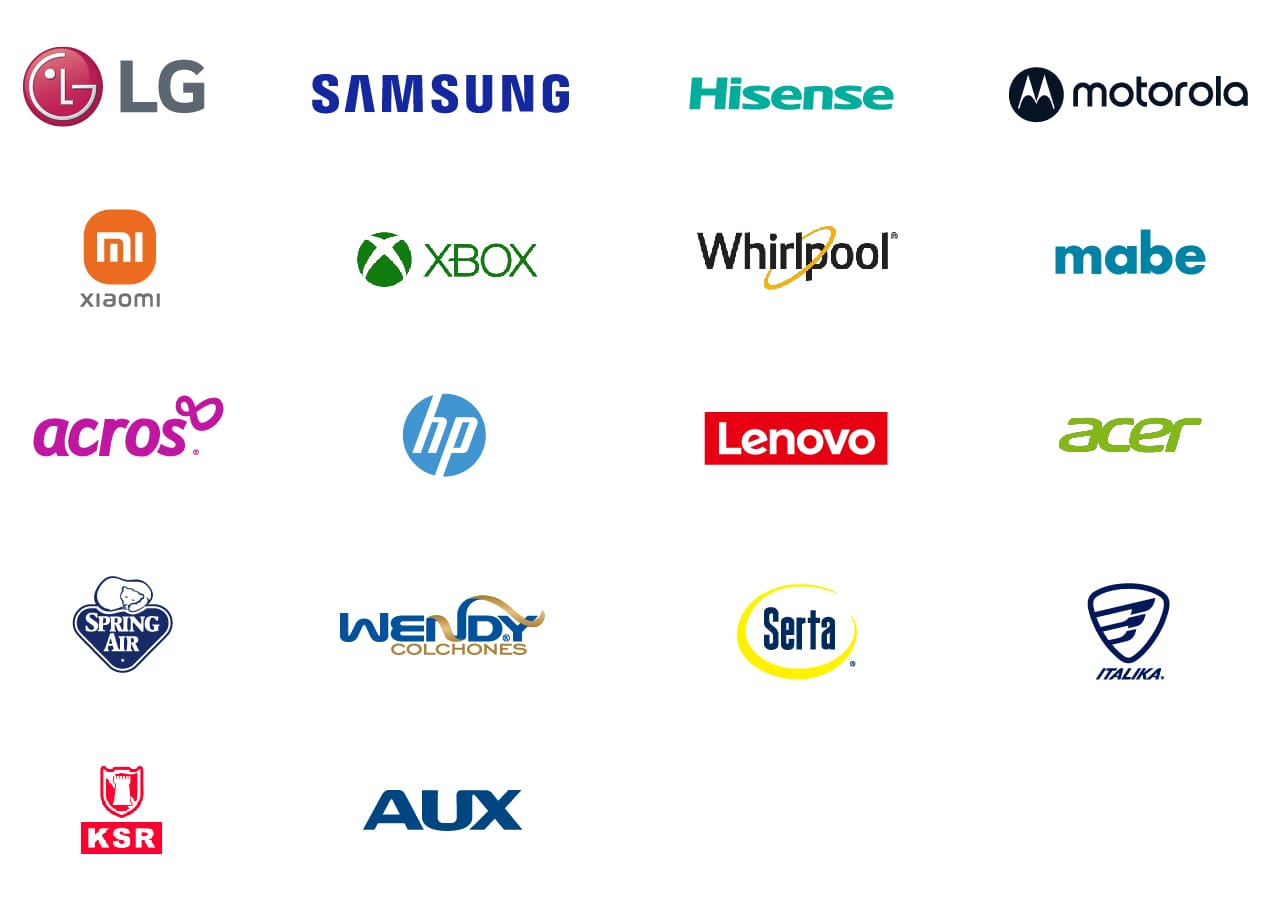 LG LG
SAMSUNG
Hisense
motorola
mi
xiaomi
XBOX
Whirlpool®
mabe
acros®
hp
Lenovo
acer
SPRING
AIR
WENDY®
COLCHONES
Serta®
ITALIKA.
KSR
AUX